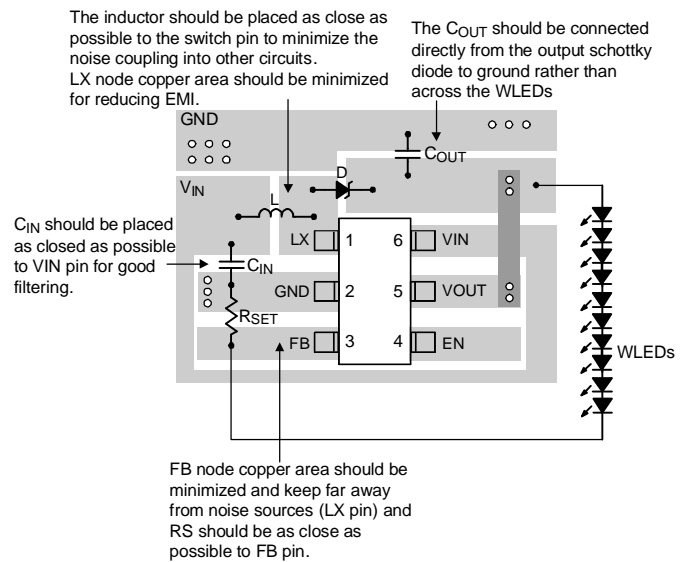 The inductor should be placed as close as
possible to the switch pin to minimize the
noise coupling into other circuits.
LX node copper area should be minimized
for reducing EMI.
The COUT should be connected
directly from the output schottky
diode to ground rather than
across the WLEDs
GND
COUT
D
VIN
L
CIN should be placed
as closed as possible
to VIN pin for good
filtering.
LX 1 6 VIN
CIN
GND 2 5 VOUT
RSET
FB 3 4 EN
WLEDs
FB node copper area should be
minimized and keep far away
from noise sources (LX pin) and
RS should be as close as
possible to FB pin.